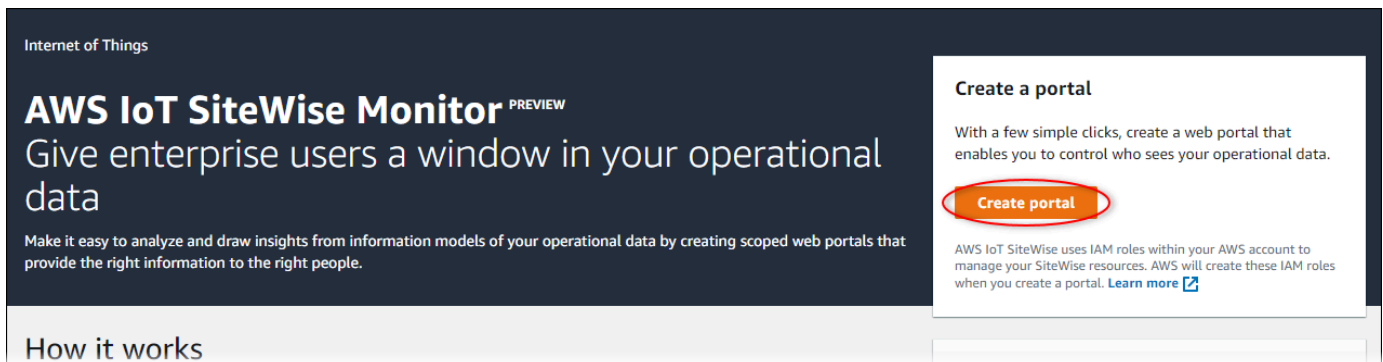 Internet of Things
AWS IoT SiteWise Monitor PREVIEW
Give enterprise users a window in your operational
data
Make it easy to analyze and draw insights from information models of your operational data by creating scoped web portals that
provide the right information to the right people.
Create a portal
With a few simple clicks, create a web portal that
enables you to control who sees your operational data.
Create portal
AWS IoT SiteWise uses IAM roles within your AWS account to
manage your SiteWise resources. AWS will create these IAM roles
when you create a portal. Learn more
How it works